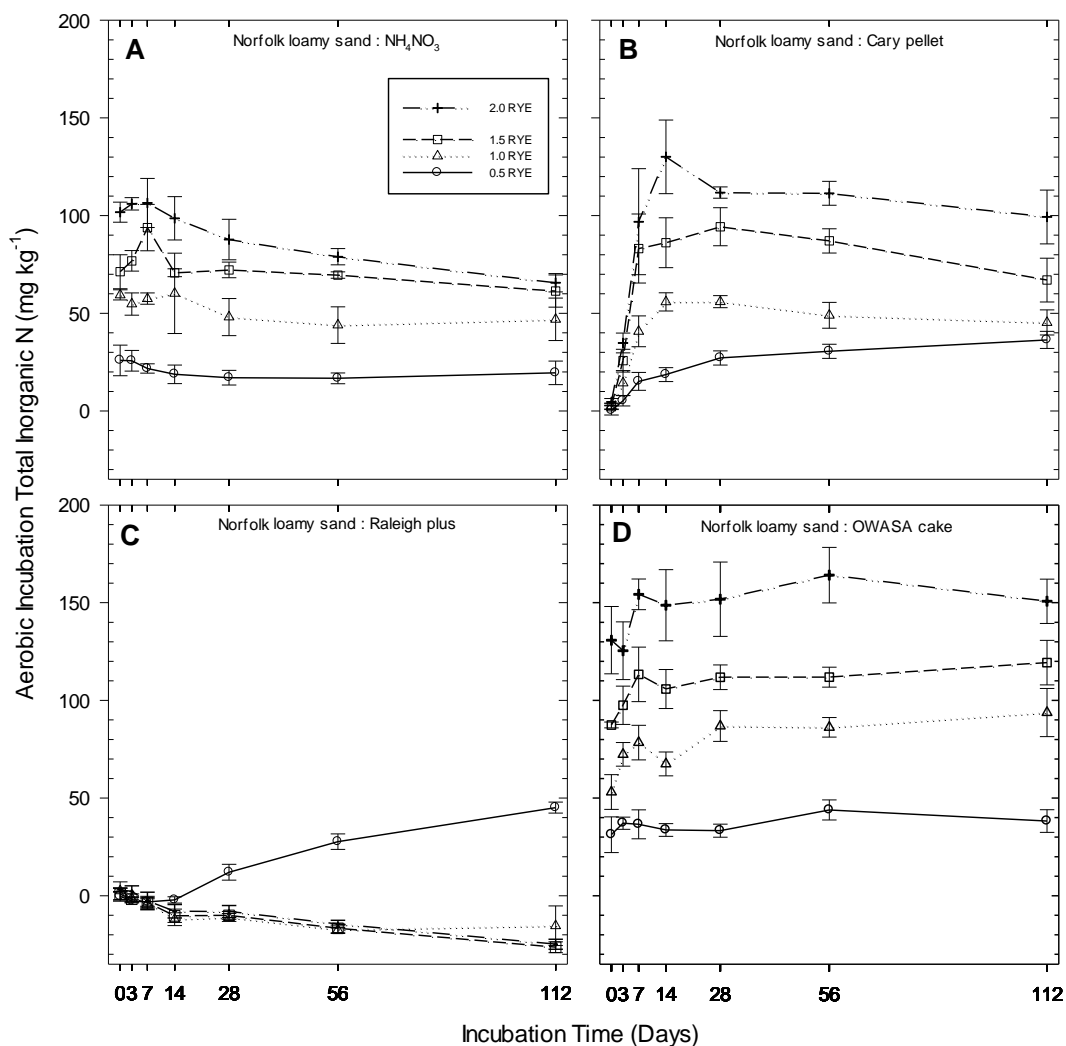 200
150
100
50
0
A
Norfolk loamy sand : NH4NO3
2.0 RYE
1.5 RYE
1.0 RYE
0.5 RYE
B
Norfolk loamy sand : Cary pellet
Aerobic Incubation Total Inorganic N (mg kg-1)
200
150
100
50
0
C
Norfolk loamy sand : Raleigh plus
D
Norfolk loamy sand : OWASA cake
0 3 7 14 28 56 112
0 3 7 14 28 56 112
Incubation Time (Days)